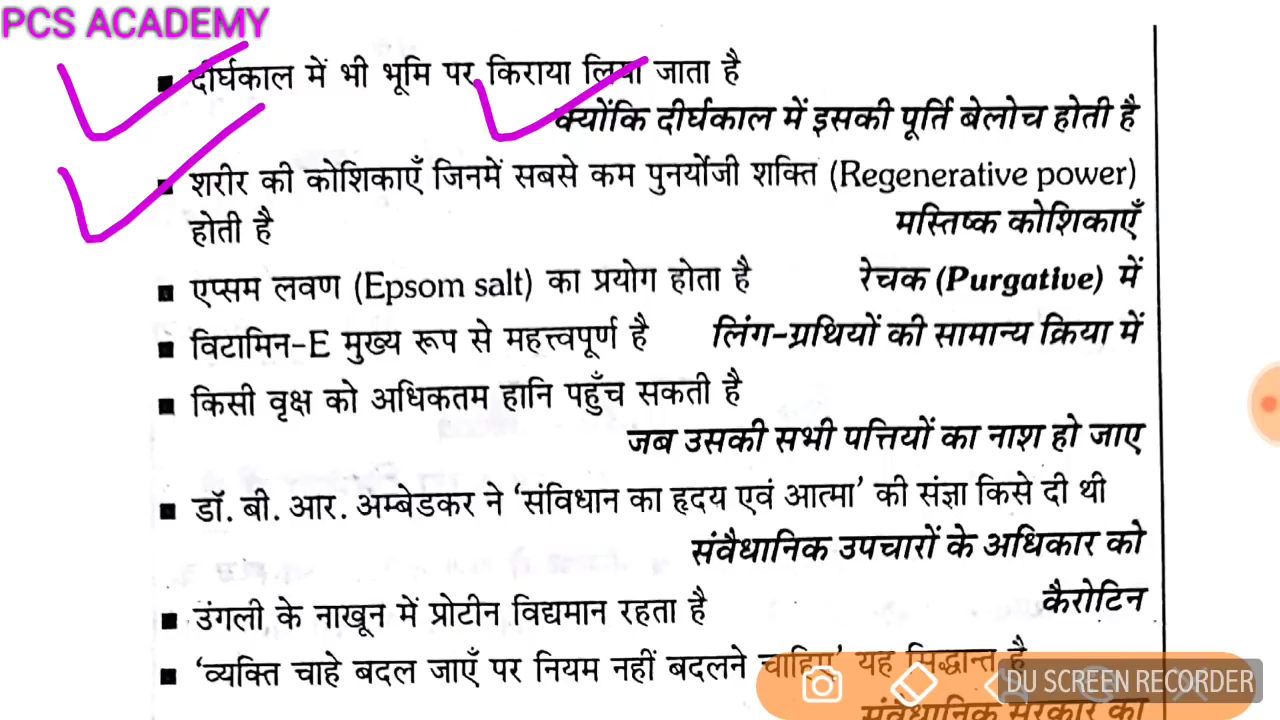 PCS ACADEMY
▪ दीर्घकाल में भी भूमि पर किराया लिया जाता है
क्योंकि दीर्घकाल में इसकी पूर्ति बेलोच होती है
▪ शरीर की कोशिकाएँ जिनमें सबसे कम पुनर्योजी शक्ति (Regenerative power)
होती है मस्तिष्क कोशिकाएँ
▪ एप्सम लवण (Epsom salt) का प्रयोग होता है रेचक (Purgative) में
▪ विटामिन-E मुख्य रूप से महत्त्वपूर्ण है लिंग-ग्रथियों की सामान्य क्रिया में
▪ किसी वृक्ष को अधिकतम हानि पहुँच सकती है
जब उसकी सभी पत्तियों का नाश हो जाए
▪ डॉ. बी. आर. अम्बेडकर ने ‘संविधान का हृदय एवं आत्मा’ की संज्ञा किसे दी थी
संवैधानिक उपचारों के अधिकार को
▪ उंगली के नाखून में प्रोटीन विद्यमान रहता है कैरोटिन
▪ ‘व्यक्ति चाहे बदल जाएँ पर नियम नहीं बदलने चाहिए’ यह सिद्धान्त है
DU SCREEN RECORDER
संवैधानिक सरकार का